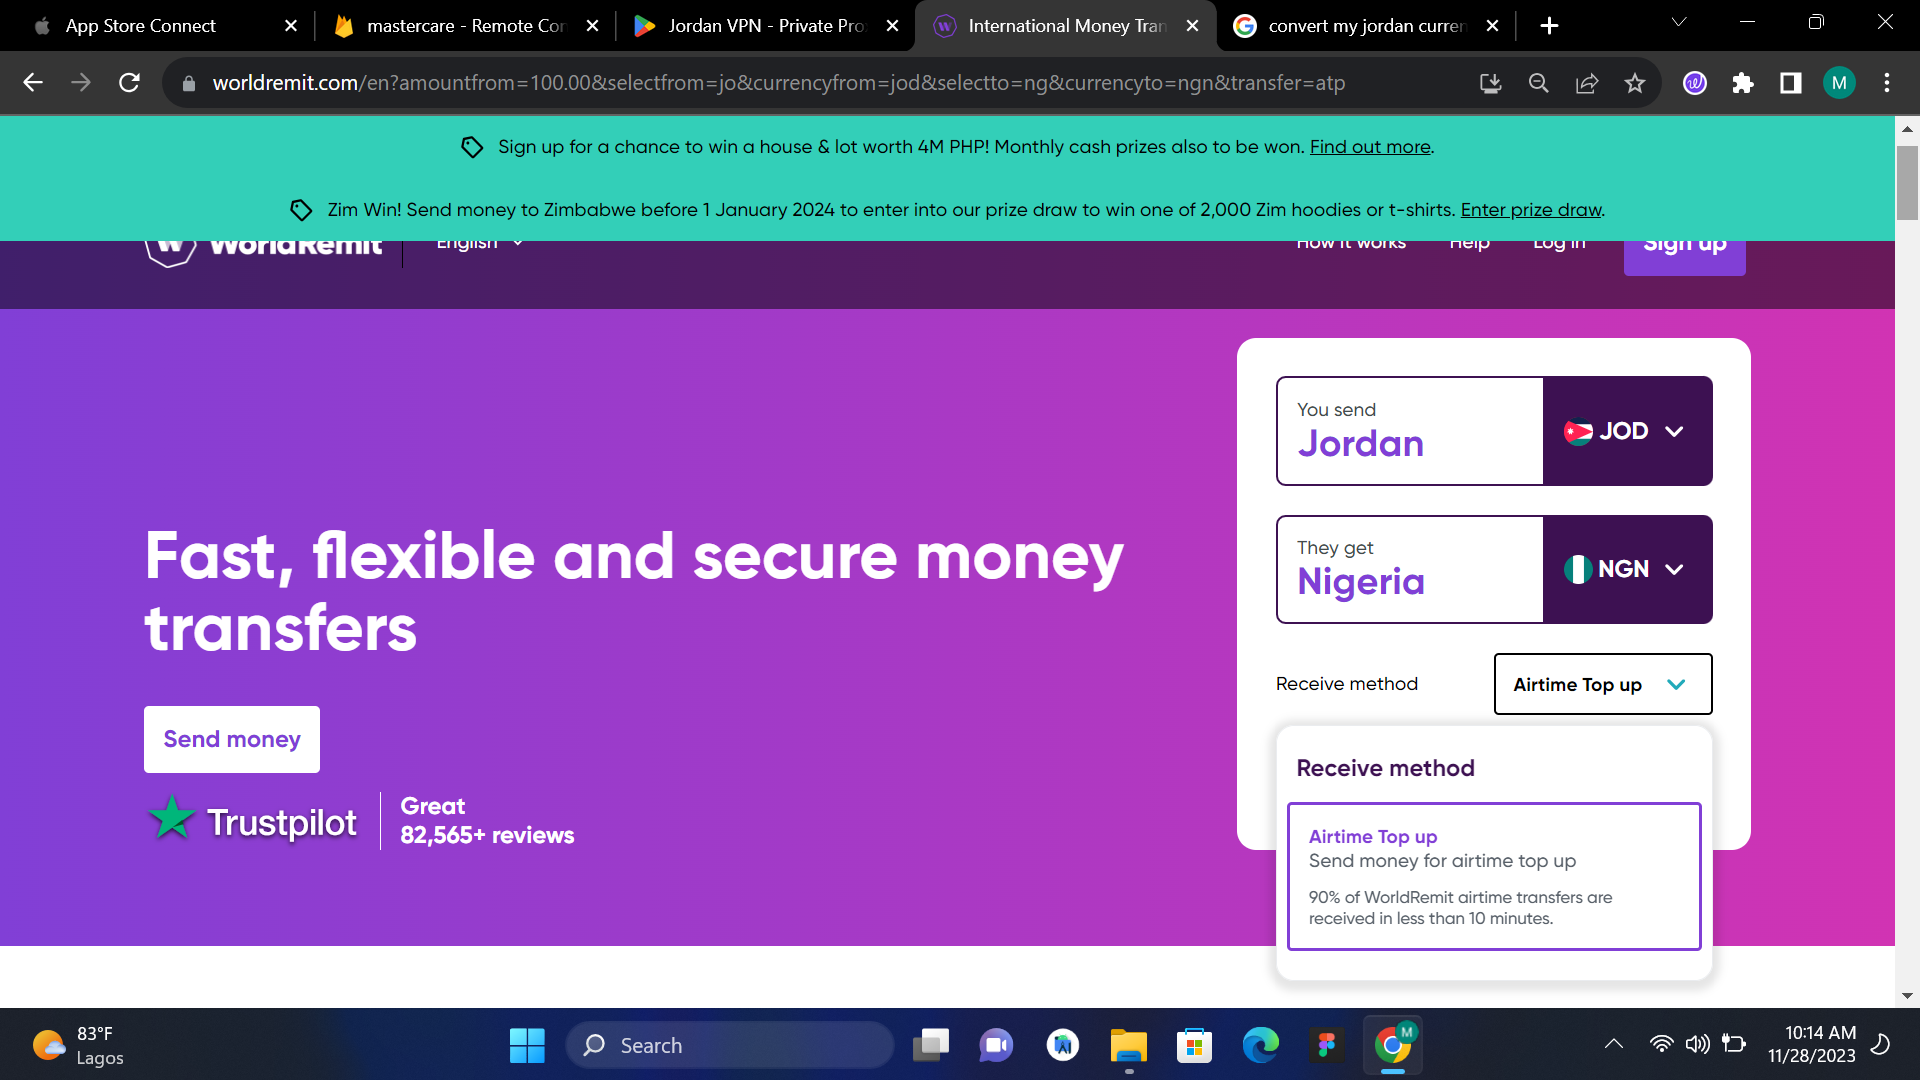 App Store Connect
mastercare - Remote Con
Jordan VPN - Private Pro
International Money Tran
convert my jordan curren
worldremit.com/en?amountfrom=100.00&selectfrom=jo&currencyfrom=jod&selectto=ng&currencyto=ngn&transfer=atp
M
Sign up for a chance to win a house & lot worth 4M PHP! Monthly cash prizes also to be won. Find out more.
Zim Win! Send money to Zimbabwe before 1 January 2024 to enter into our prize draw to win one of 2,000 Zim hoodies or t-shirts. Enter prize draw.
WorldRemit
English
How it works
Help
Log in
Sign up
You send
Jordan
JOD
They get
Nigeria
NGN
Fast, flexible and secure money
transfers
Receive method
Airtime Top up
Send money
Receive method
Trustpilot
Great
82,565+ reviews
Airtime Top up
Send money for airtime top up
90% of WorldRemit airtime transfers are
received in less than 10 minutes.
83°F
Lagos
Search
M
10:14 AM
11/28/2023